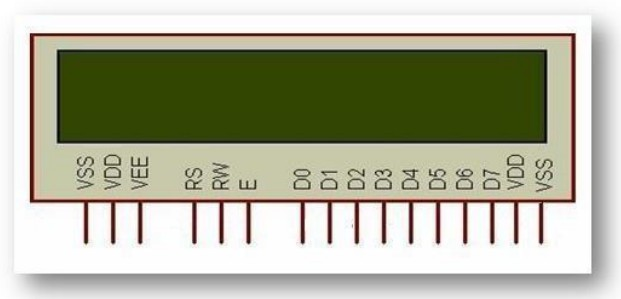 VSS VDD VEE RS RW E D0 D1 D2 D3 D4 D5 D6 D7 VDD VSS